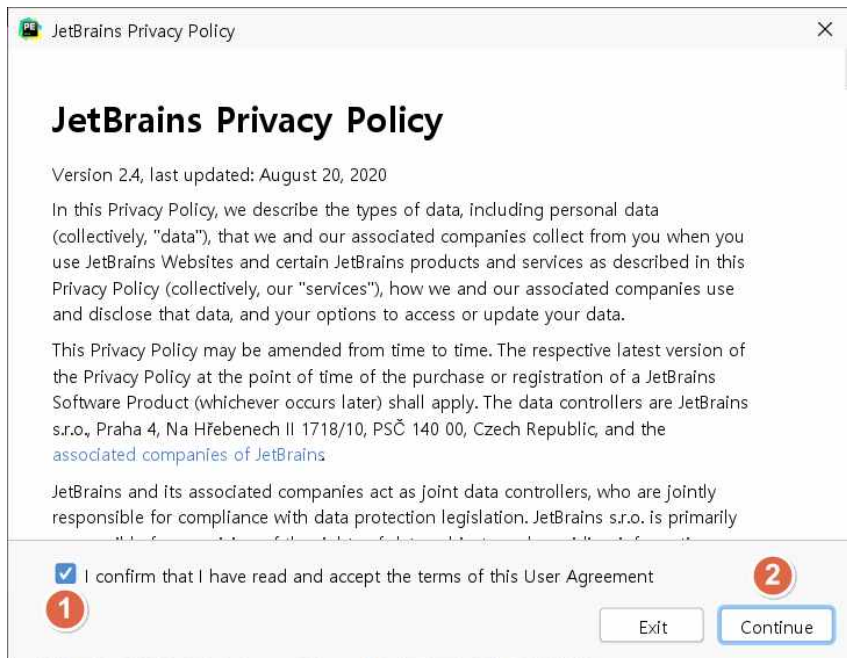 JetBrains Privacy Policy
JetBrains Privacy Policy
Version 2.4, last updated: August 20, 2020
In this Privacy Policy, we describe the types of data, including personal data
(collectively, "data"), that we and our associated companies collect from you when you
use JetBrains Websites and certain JetBrains products and services as described in this
Privacy Policy (collectively, our "services"), how we and our associated companies use
and disclose that data, and your options to access or update your data.
This Privacy Policy may be amended from time to time. The respective latest version of
the Privacy Policy at the point of time of the purchase or registration of a JetBrains
Software Product (whichever occurs later) shall apply. The data controllers are JetBrains
s.r.o., Praha 4, Na Hřebenech II 1718/10, PSČ 140 00, Czech Republic, and the
associated companies of JetBrains.
JetBrains and its associated companies act as joint data controllers, who are jointly
responsible for compliance with data protection legislation. JetBrains s.r.o. is primarily
I confirm that I have read and accept the terms of this User Agreement
1
2
Exit
Continue